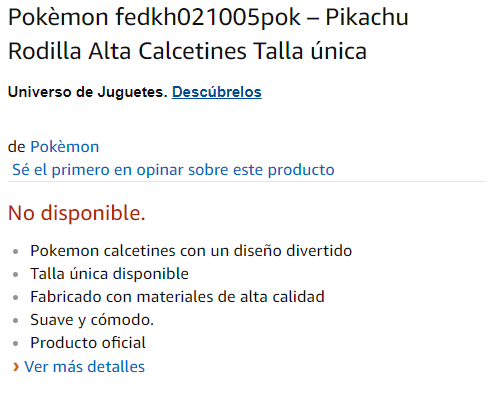 Pokèmon fedkh021005pok – Pikachu
Rodilla Alta Calcetines Talla única
Universo de Juguetes. Descúbrelos
de Pokèmon
Sé el primero en opinar sobre este producto
No disponible.
• Pokemon calcetines con un diseño divertido
• Talla única disponible
• Fabricado con materiales de alta calidad
• Suave y cómodo.
• Producto oficial
› Ver más detalles